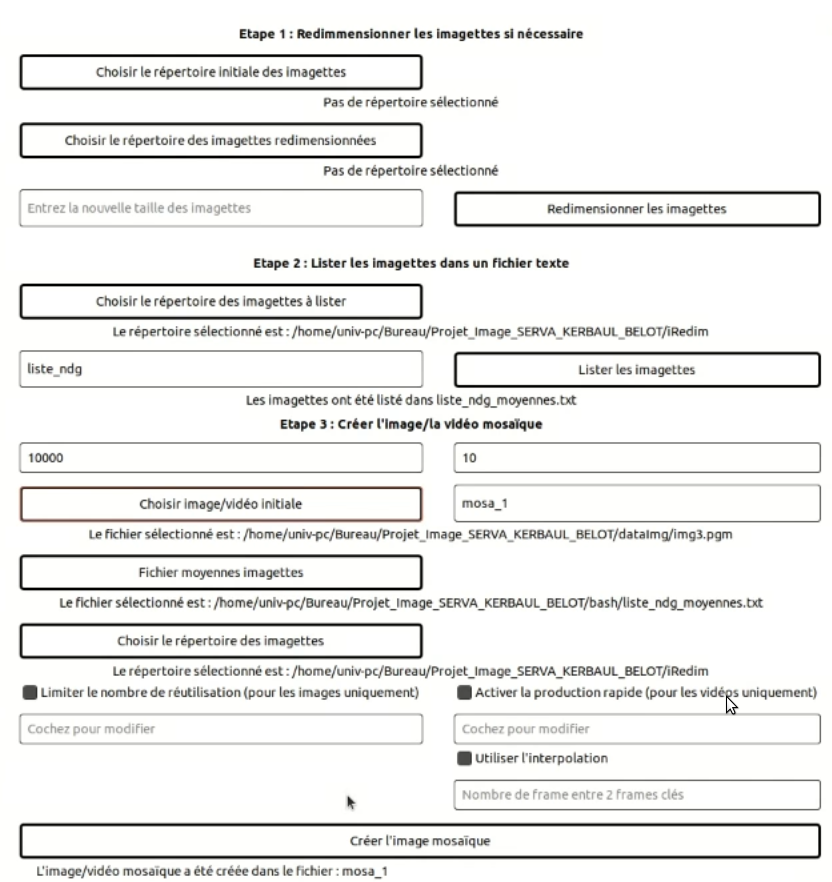 Etape 1 : Redimmensionner les imagettes si nécessaire
Choisir le répertoire initiale des imagettes
Pas de répertoire sélectionné
Choisir le répertoire des imagettes redimensionnées
Pas de répertoire sélectionné
Entrez la nouvelle taille des imagettes
Redimensionner les imagettes
Etape 2 : Lister les imagettes dans un fichier texte
Choisir le répertoire des imagettes à lister
Le répertoire sélectionné est : /home/univ-pc/Bureau/Projet_Image_SERVA_KERBAUL_BELOT/iRedim
liste_ndg
Lister les imagettes
Les imagettes ont été listé dans liste_ndg_moyennes.txt
Etape 3 : Créer l'image/la vidéo mosaïque
10000
10
Choisir image/vidéo initiale
mosa_1
Le fichier sélectionné est : /home/univ-pc/Bureau/Projet_Image_SERVA_KERBAUL_BELOT/dataImg/img3.pgm
Fichier moyennes imagettes
Le fichier sélectionné est : /home/univ-pc/Bureau/Projet_Image_SERVA_KERBAUL_BELOT/bash/liste_ndg_moyennes.txt
Choisir le répertoire des imagettes
Le répertoire sélectionné est : /home/univ-pc/Bureau/Projet_Image_SERVA_KERBAUL_BELOT/iRedim
Limiter le nombre de réutilisation (pour les images uniquement)
Activer la production rapide (pour les vidéos uniquement)
Cochez pour modifier
Cochez pour modifier
Utiliser l'interpolation
Nombre de frame entre 2 frames clés
Créer l'image mosaïque
L'image/vidéo mosaïque a été créée dans le fichier : mosa_1